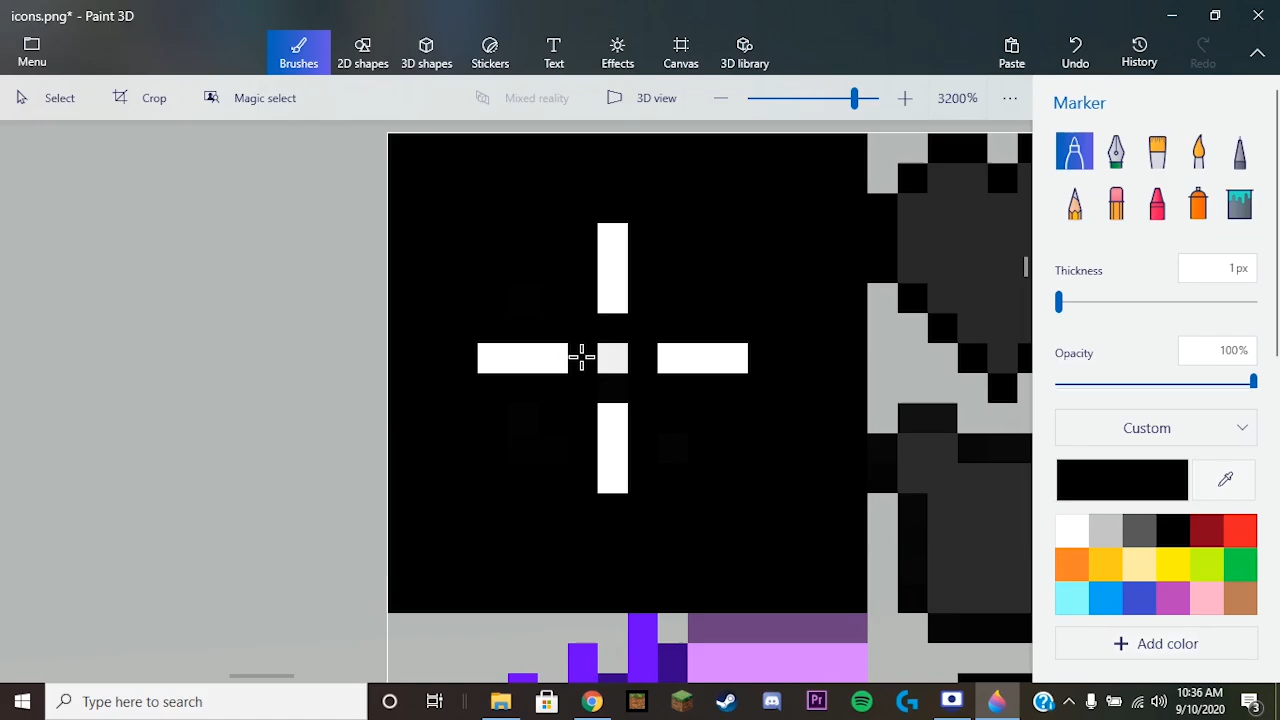 icons.png* - Paint 3D
Menu
Brushes
2D shapes
3D shapes
Stickers
Text
Effects
Canvas
3D library
Paste
Undo
History
Redo
Select
Crop
Magic select
Mixed reality
3D view
3200%
Marker
Thickness
1px
Opacity
100%
Custom
Add color
Type here to search
Pr
10:36 AM
9/10/2020
3